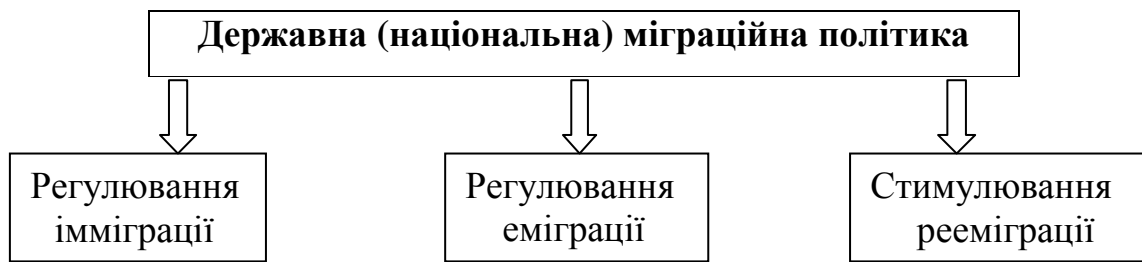 Державна (національна) міграційна політика
Регулювання
імміграції
Регулювання
еміграції
Стимулювання
рееміграції